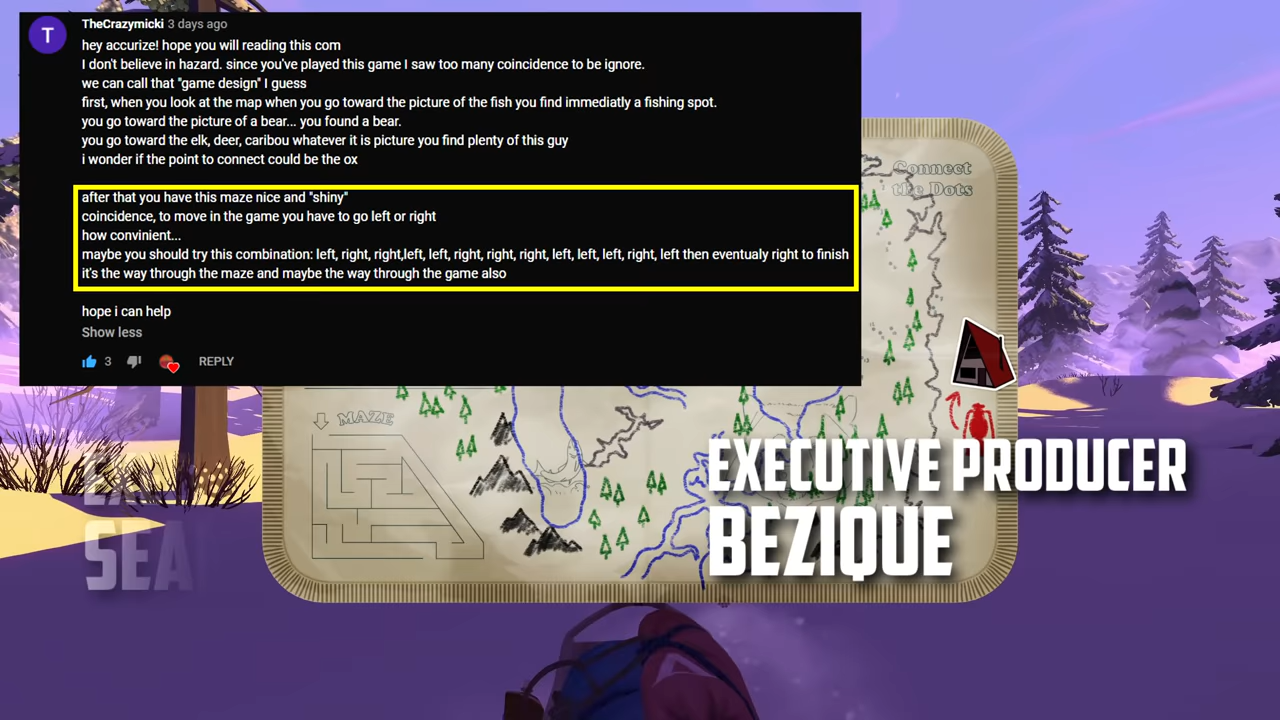 T
TheCrazymicki 3 days ago
hey accurize! hope you will reading this com
I don't believe in hazard. since you've played this game I saw too many coincidence to be ignore.
we can call that "game design" I guess
first, when you look at the map when you go toward the picture of the fish you find immediatly a fishing spot.
you go toward the picture of a bear... you found a bear.
you go toward the elk, deer, caribou whatever it is picture you find plenty of this guy
i wonder if the point to connect could be the ox
after that you have this maze nice and "shiny"
coincidence, to move in the game you have to go left or right
how convinient...
maybe you should try this combination: left, right, right,left, left, right, right, right, left, left, left, right, left then eventualy right to finish
it's the way through the maze and maybe the way through the game also
hope i can help
Show less
3 REPLY
Connect
the Dots
MAZE
EXECUTIVE PRODUCER
BEZIQUE
SEA